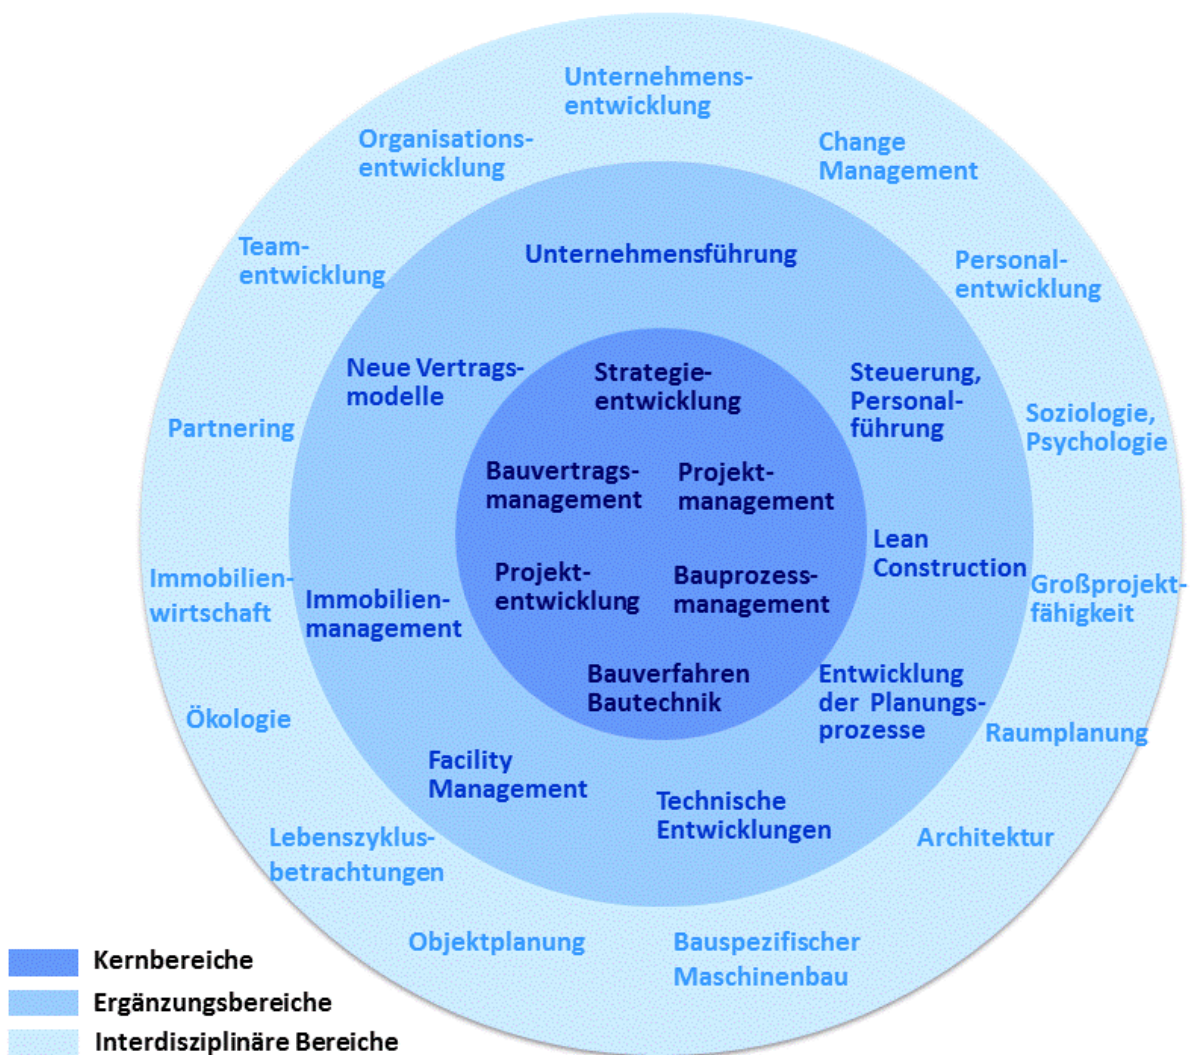 Unternehmens-
entwicklung
Organisations-
entwicklung
Change
Management
Team-
entwicklung
Personal-
entwicklung
Partnering
Soziologie,
Psychologie
Immobilien-
wirtschaft
Großprojekt-
fähigkeit
Ökologie
Raumplanung
Lebenszyklus-
betrachtungen
Architektur
Objektplanung
Bauspezifischer
Maschinenbau
Unternehmensführung
Neue Vertrags-
modelle
Steuerung,
Personal-
führung
Immobilien-
management
Lean
Construction
Facility
Management
Entwicklung
der Planungs-
prozesse
Technische
Entwicklungen
Strategie-
entwicklung
Bauvertrags-
management
Projekt-
management
Projekt-
entwicklung
Bauprozess-
management
Bauverfahren
Bautechnik
Kernbereiche
Ergänzungsbereiche
Interdisziplinäre Bereiche